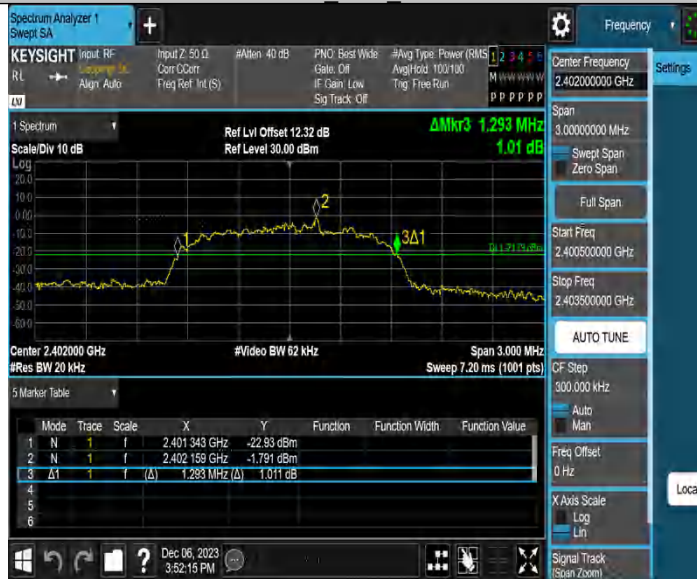 Spectrum Analyzer 1
Swept SA
+
Frequency
KEYSIGHT
Input: RF
Align: Auto
Input Z: 50 Ω
Corr CCorr
Freq Ref: Int (S)
#Atten: 40 dB
PNO: Best Wide
Gate: Off
IF Gain: Low
Sig Track: Off
#Avg Type: Power (RMS)
Avg|Hold: 100/100
Trig: Free Run
1 2 3 4 5 6
M W W W W W
P P P P P P
LXI
1 Spectrum
Scale/Div 10 dB
Ref Lvl Offset 12.32 dB
Ref Level 30.00 dBm
ΔMkr3 1.293 MHz
1.01 dB
Log
20.0
10.0
0.00
-10.0
-20.0
-30.0
-40.0
-50.0
-60.0
1
2
3Δ1
Center 2.402000 GHz
#Res BW 20 kHz
#Video BW 62 kHz
Span 3.000 MHz
Sweep 7.20 ms (1001 pts)
5 Marker Table
Mode Trace Scale X Y Function Function Width Function Value
1 N 1 f 2.401 343 GHz -22.93 dBm
2 N 1 f 2.402 159 GHz -1.791 dBm
3 Δ1 1 f (Δ) 1.293 MHz (Δ) 1.011 dB
4
5
6
?
Dec 06, 2023
3:52:15 PM
Center Frequency
2.402000000 GHz
Settings
Span
3.00000000 MHz
Swept Span
Zero Span
Full Span
Start Freq
2.400500000 GHz
Stop Freq
2.403500000 GHz
AUTO TUNE
CF Step
300.000 kHz
Auto
Man
Freq Offset
0 Hz
Loca
X Axis Scale
Log
Lin
Signal Track
(Span Zoom)